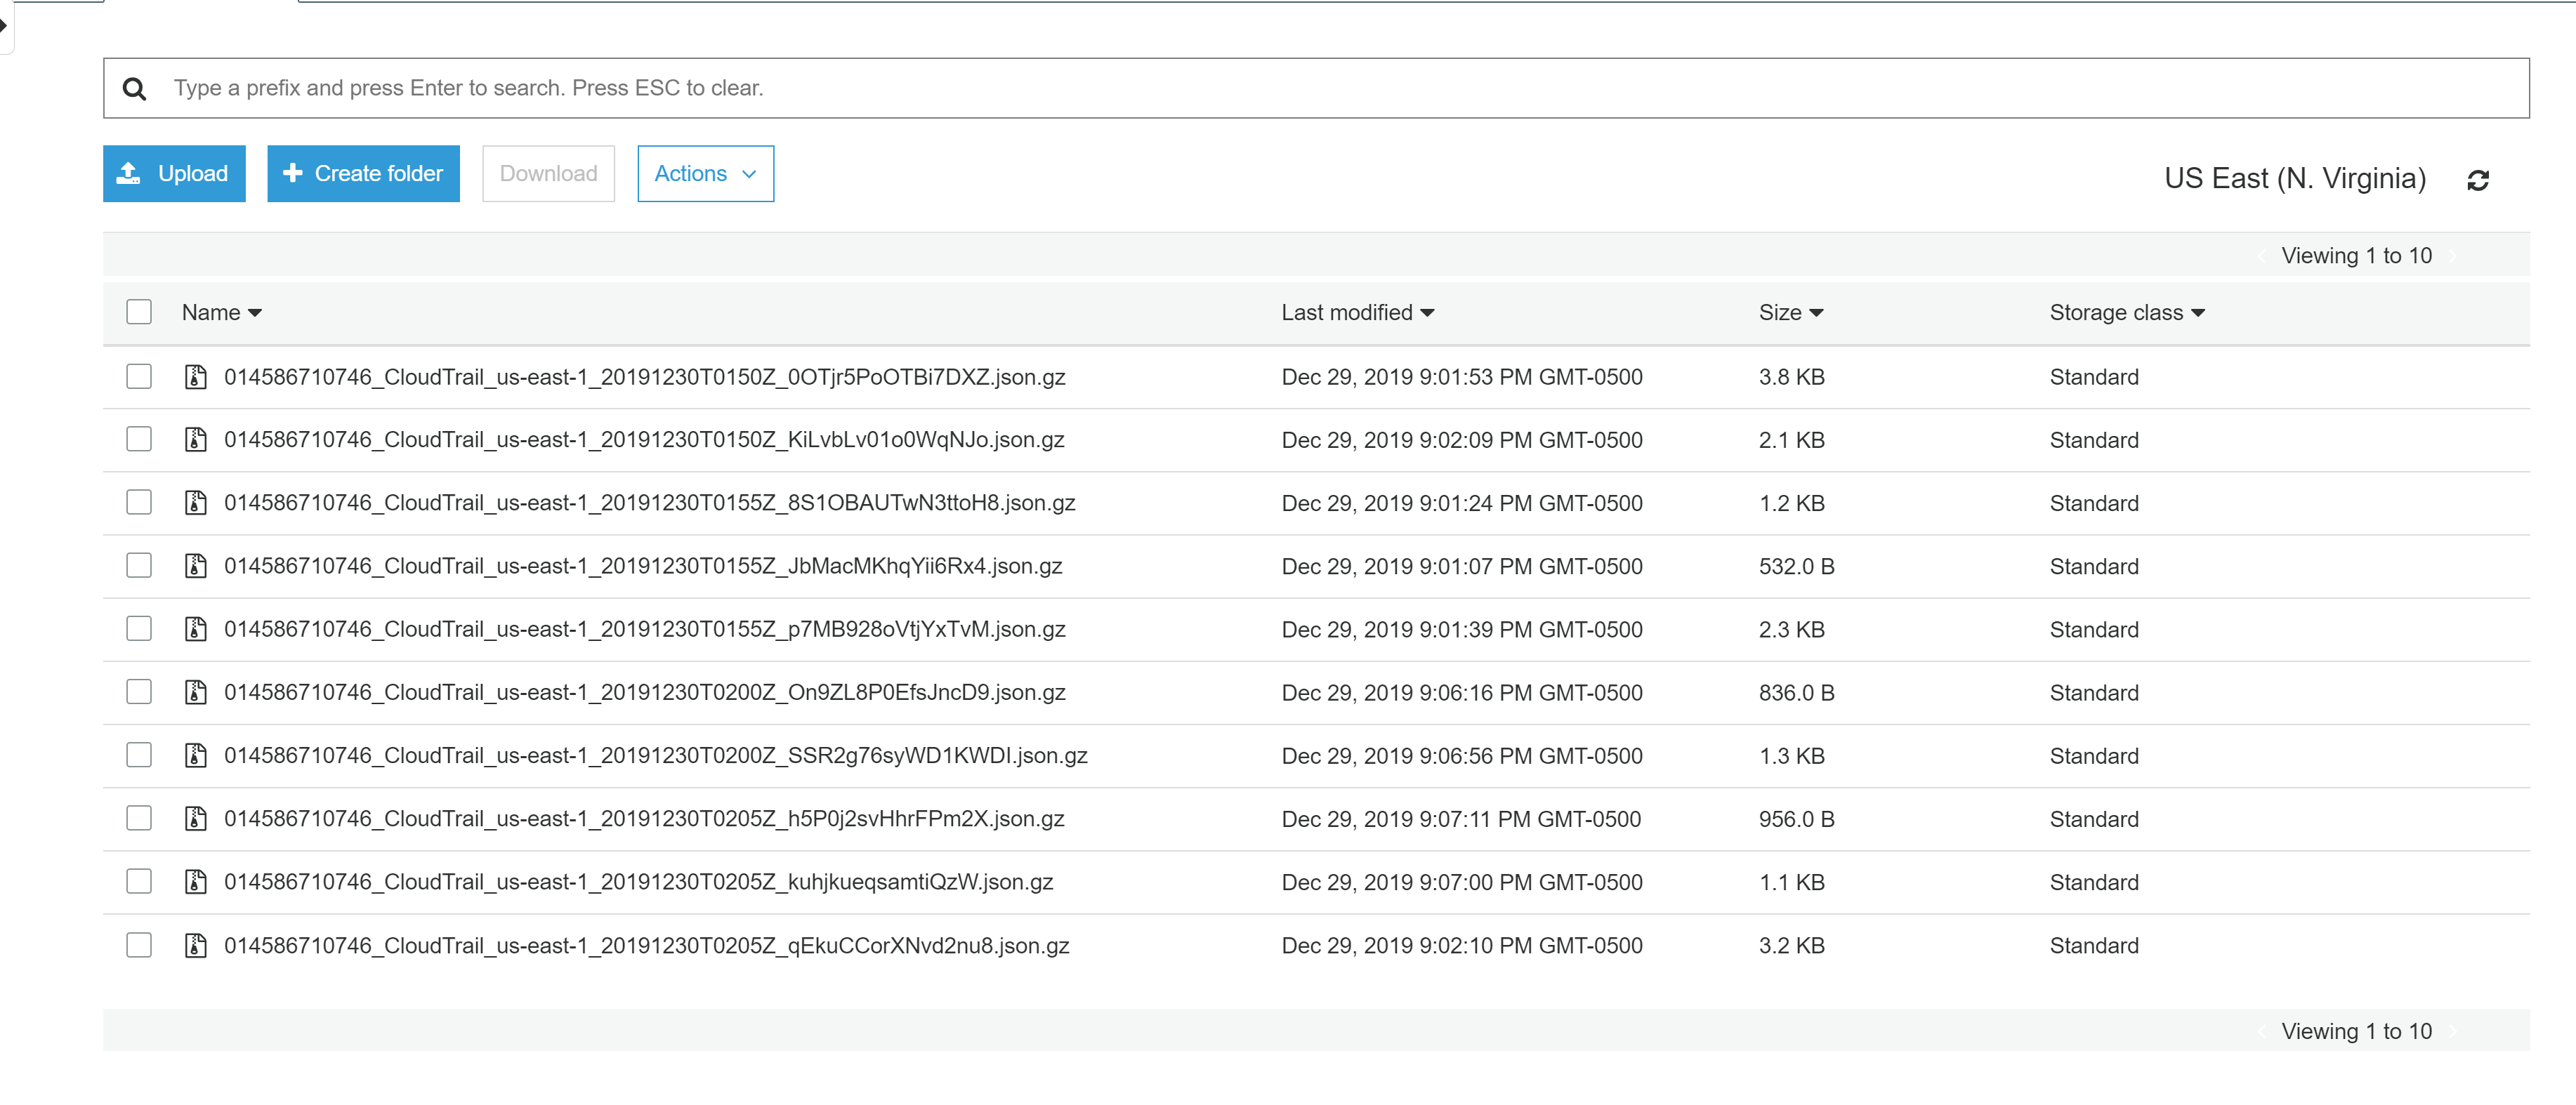 Type a prefix and press Enter to search. Press ESC to clear.
Upload Create folder Download Actions US East (N. Virginia)
Viewing 1 to 10
Name Last modified Size Storage class
014586710746_CloudTrail_us-east-1_20191230T0150Z_0OTjr5PoOTBi7DXZ.json.gz Dec 29, 2019 9:01:53 PM GMT-0500 3.8 KB Standard
014586710746_CloudTrail_us-east-1_20191230T0150Z_KiLvbLv01o0WqNJo.json.gz Dec 29, 2019 9:02:09 PM GMT-0500 2.1 KB Standard
014586710746_CloudTrail_us-east-1_20191230T0155Z_8S1OBAUTwN3ttoH8.json.gz Dec 29, 2019 9:01:24 PM GMT-0500 1.2 KB Standard
014586710746_CloudTrail_us-east-1_20191230T0155Z_JbMacMKhqYii6Rx4.json.gz Dec 29, 2019 9:01:07 PM GMT-0500 532.0 B Standard
014586710746_CloudTrail_us-east-1_20191230T0155Z_p7MB928oVtjYxTvM.json.gz Dec 29, 2019 9:01:39 PM GMT-0500 2.3 KB Standard
014586710746_CloudTrail_us-east-1_20191230T0200Z_On9ZL8P0EfsJncD9.json.gz Dec 29, 2019 9:06:16 PM GMT-0500 836.0 B Standard
014586710746_CloudTrail_us-east-1_20191230T0200Z_SSR2g76syWD1KWDI.json.gz Dec 29, 2019 9:06:56 PM GMT-0500 1.3 KB Standard
014586710746_CloudTrail_us-east-1_20191230T0205Z_h5P0j2svHhrFPm2X.json.gz Dec 29, 2019 9:07:11 PM GMT-0500 956.0 B Standard
014586710746_CloudTrail_us-east-1_20191230T0205Z_kuhjkueqsamtiQzW.json.gz Dec 29, 2019 9:07:00 PM GMT-0500 1.1 KB Standard
014586710746_CloudTrail_us-east-1_20191230T0205Z_qEkuCCorXNvd2nu8.json.gz Dec 29, 2019 9:02:10 PM GMT-0500 3.2 KB Standard
Viewing 1 to 10